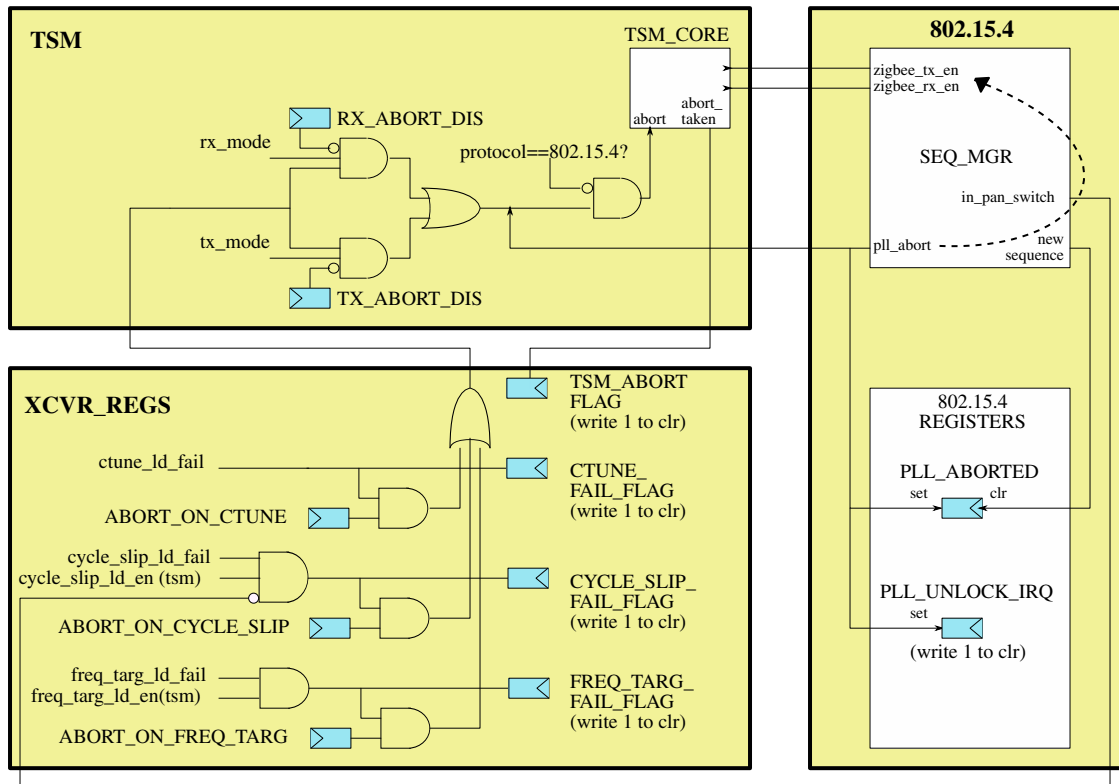 TSM
TSM_CORE
abort
abort_
taken
RX_ABORT_DIS
rx_mode
protocol==802.15.4?
tx_mode
TX_ABORT_DIS
802.15.4
zigbee_tx_en
zigbee_rx_en
SEQ_MGR
in_pan_switch
pll_abort
new
sequence
XCVR_REGS
TSM_ABORT
FLAG
(write 1 to clr)
ctune_ld_fail
CTUNE_
FAIL_FLAG
(write 1 to clr)
ABORT_ON_CTUNE
cycle_slip_ld_fail
cycle_slip_ld_en (tsm)
CYCLE_SLIP_
FAIL_FLAG
(write 1 to clr)
ABORT_ON_CYCLE_SLIP
freq_targ_ld_fail
freq_targ_ld_en(tsm)
FREQ_TARG_
FAIL_FLAG
(write 1 to clr)
ABORT_ON_FREQ_TARG
802.15.4
REGISTERS
PLL_ABORTED
set
clr
PLL_UNLOCK_IRQ
set
(write 1 to clr)